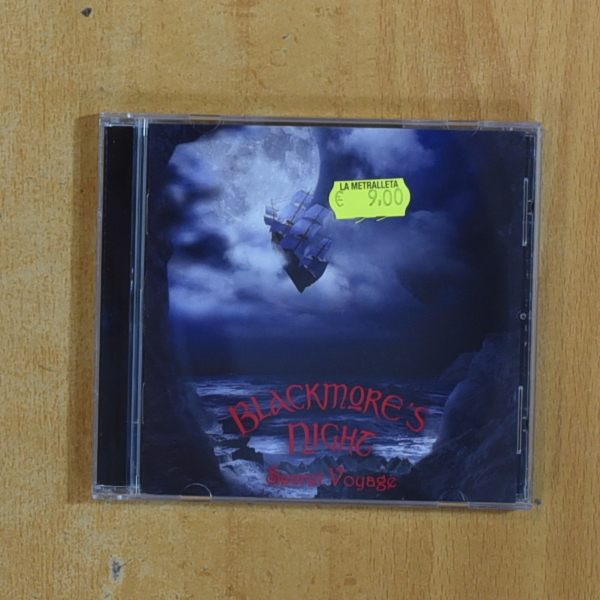 LA METRALLETA
€ 9,00
BLACKMORE'S
NIGHT
Secret Voyage